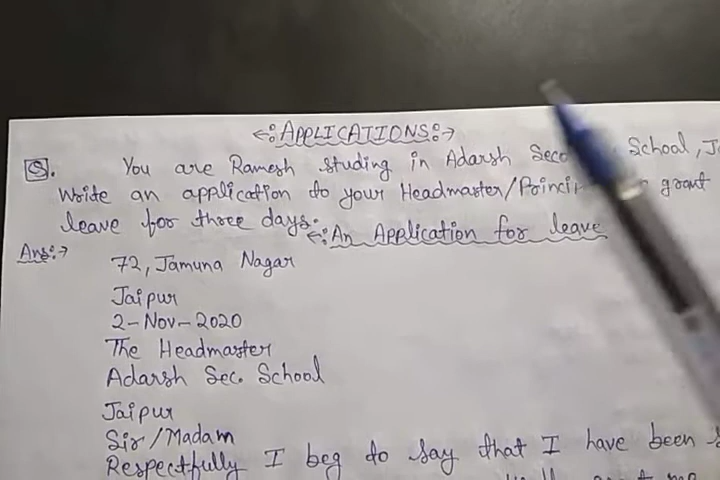 <-: APPLICATIONS:->
[S]. You are Ramesh studing in Adarsh School,
Write an application to your Headmaster/ grant
leave for three days.
<-: An Application for leave
Ans:->
72, Jamuna Nagar
Jaipur
2-Nov-2020
The Headmaster
Adarsh Sec. School
Jaipur
Sir/Madam
Respectfully I beg to say that I have been